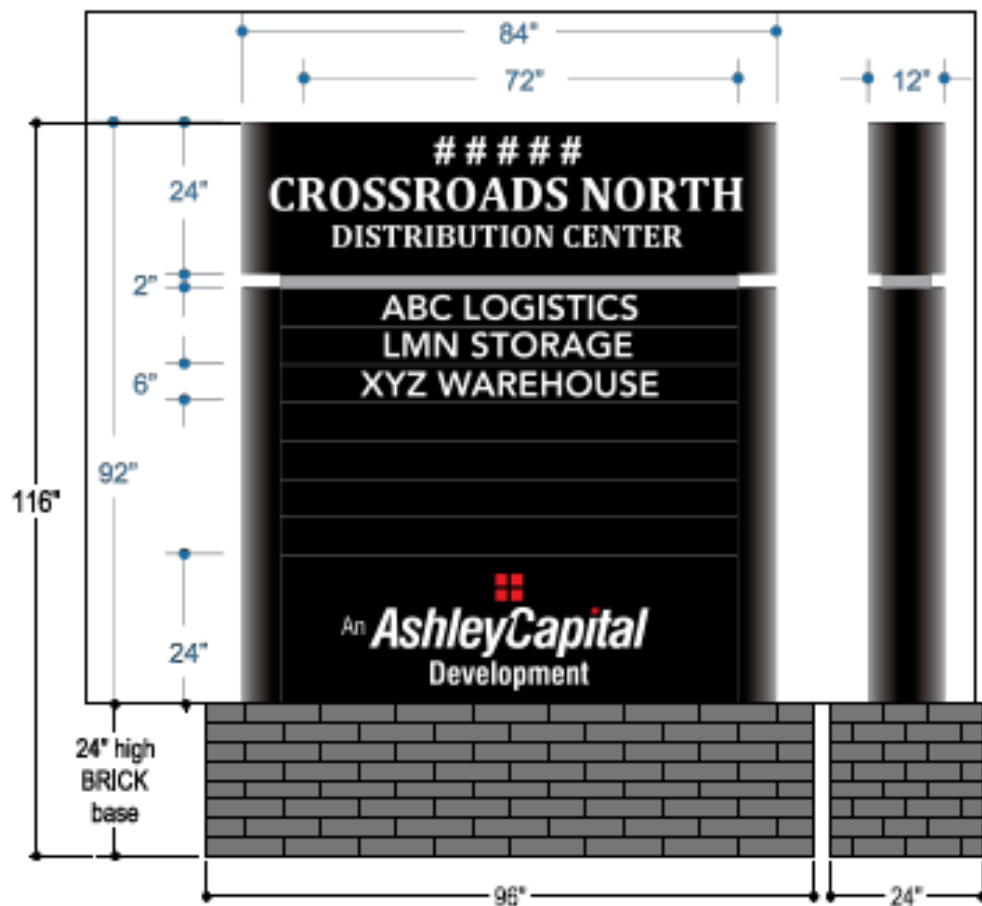 84"
72"
12"
# # # # #
CROSSROADS NORTH
DISTRIBUTION CENTER
24"
2"
ABC LOGISTICS
LMN STORAGE
XYZ WAREHOUSE
6"
92"
116"
An AshleyCapital
Development
24"
24" high
BRICK
base
96"
24"